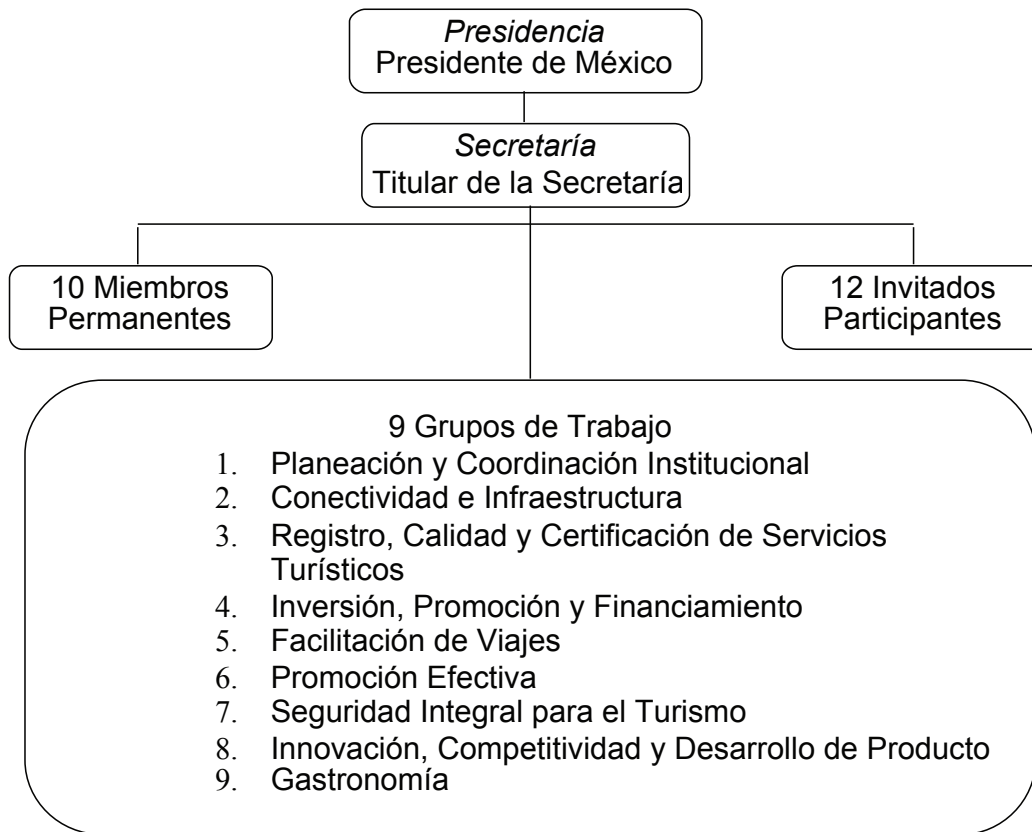 Presidencia
Presidente de México
Secretaría
Titular de la Secretaría
10 Miembros
Permanentes
12 Invitados
Participantes
9 Grupos de Trabajo
1. Planeación y Coordinación Institucional
2. Conectividad e Infraestructura
3. Registro, Calidad y Certificación de Servicios
Turísticos
4. Inversión, Promoción y Financiamiento
5. Facilitación de Viajes
6. Promoción Efectiva
7. Seguridad Integral para el Turismo
8. Innovación, Competitividad y Desarrollo de Producto
9. Gastronomía